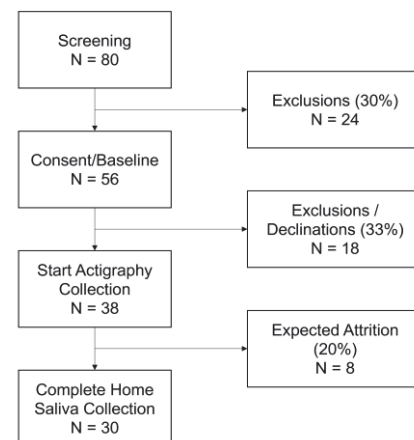 Screening
N = 80
Exclusions (30%)
N = 24
Consent/Baseline
N = 56
Exclusions /
Declinations (33%)
N = 18
Start Actigraphy
Collection
N = 38
Expected Attrition
(20%)
N = 8
Complete Home
Saliva Collection
N = 30